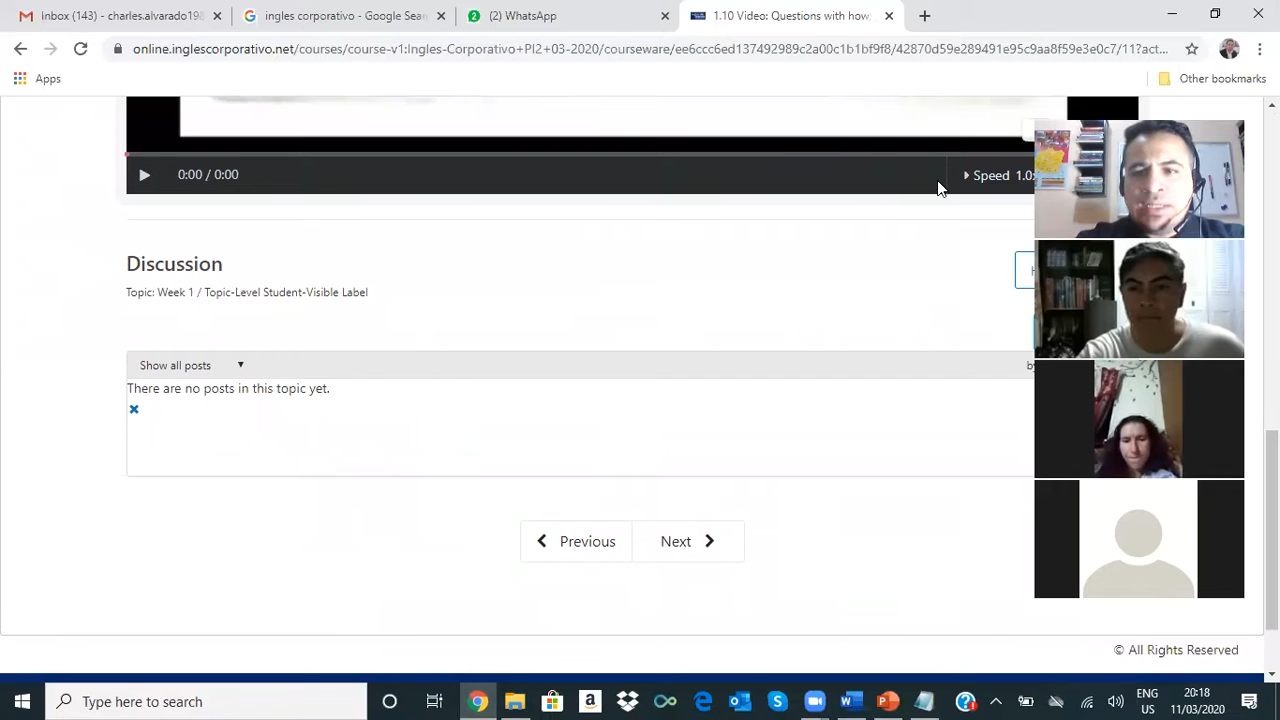 Inbox (143) - charles.alvarado198
ingles corporativo - Google Sear
(2) WhatsApp
1.10 Video: Questions with how;
online.inglescorporativo.net/courses/course-v1:Ingles-Corporativo+PI2+03-2020/courseware/ee6ccc6ed137492989c2a00c1b1bf9f8/42870d59e289491e95c9aa8f59e3e0c7/11?act...
Apps
Other bookmarks
0:00 / 0:00
Speed 1.0
Discussion
Topic: Week 1 / Topic-Level Student-Visible Label
Show all posts
by
There are no posts in this topic yet.
Previous
Next
© All Rights Reserved
Type here to search
ENG
US
20:18
11/03/2020